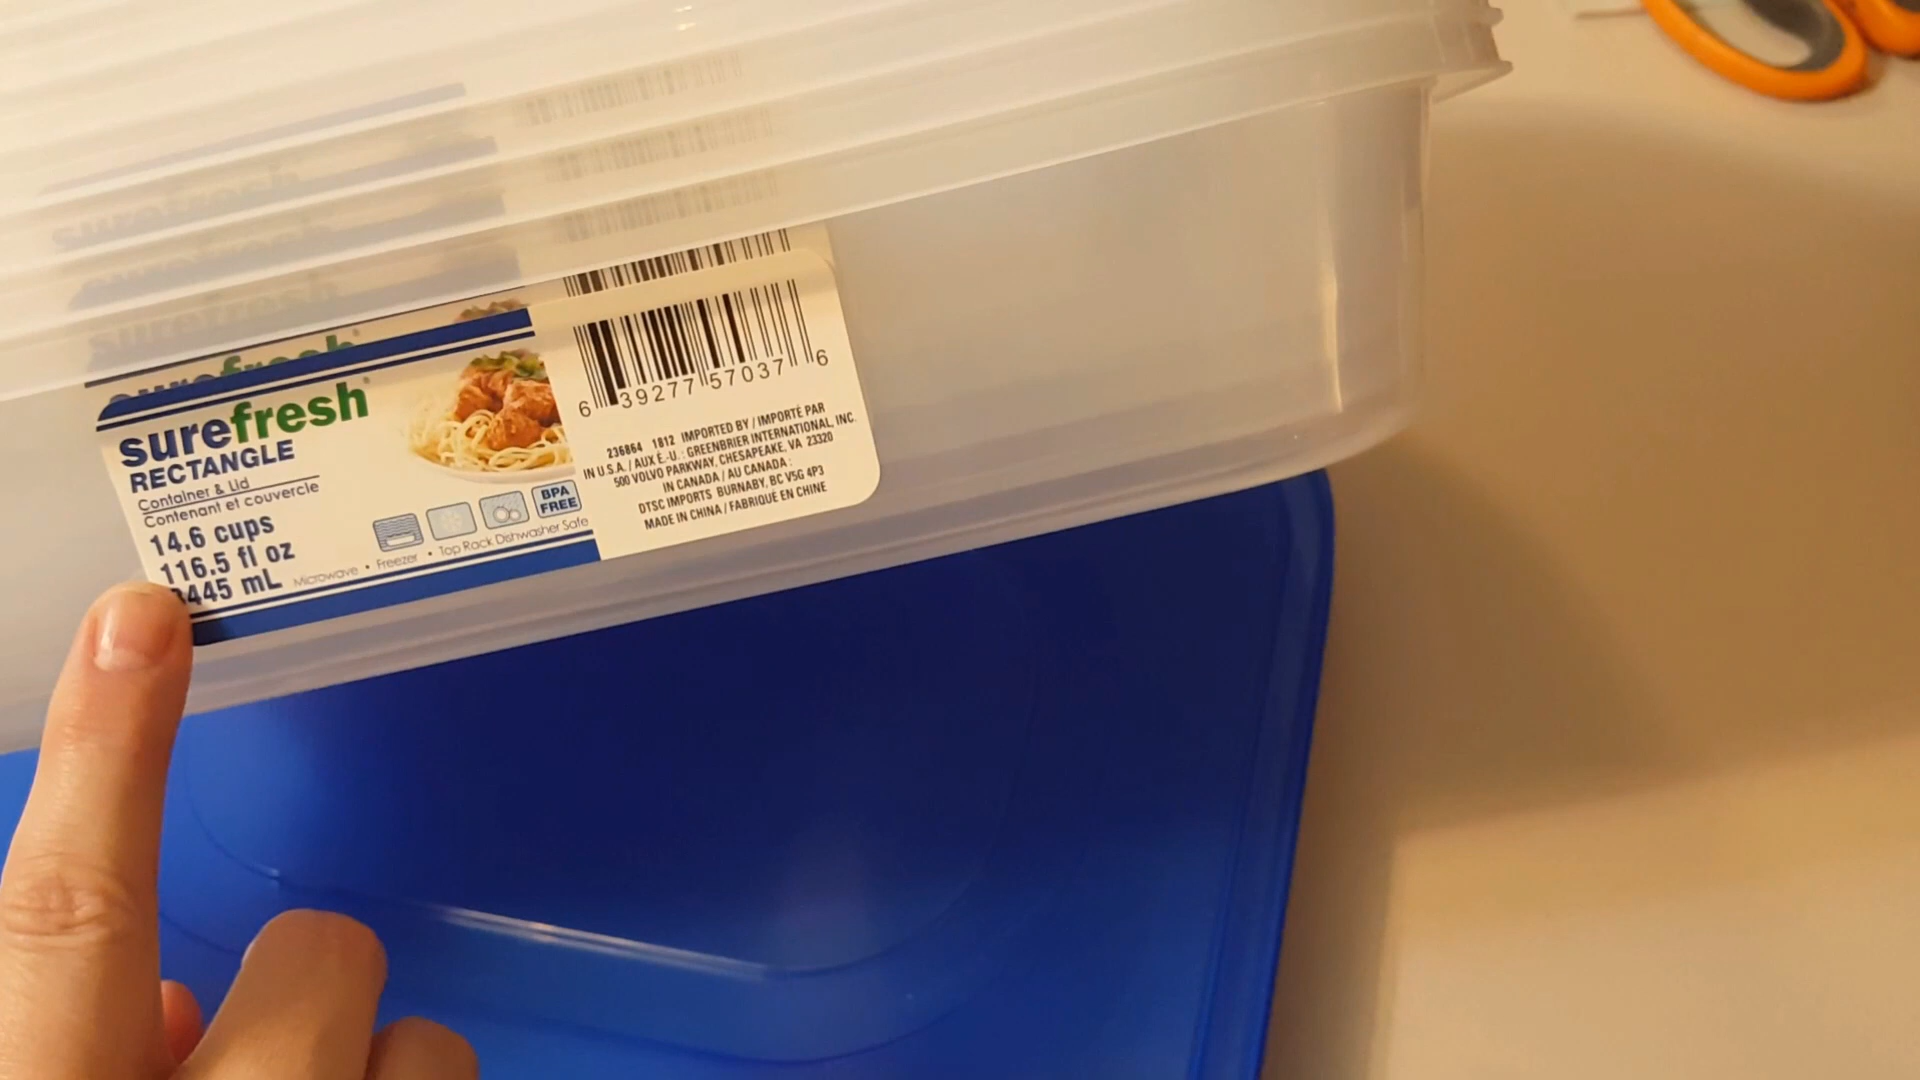 surefresh
surefresh
RECTANGLE
Container & Lid
Contenant et couvercle
14.6 cups
116.5 fl oz
445 mL
BPA
FREE
Microwave • Freezer • Top Rack Dishwasher Safe
6 39277 57037 6
236864 1812 IMPORTED BY / IMPORTÉ PAR
IN U.S.A. / AUX É.-U. : GREENBRIER INTERNATIONAL, INC.
500 VOLVO PARKWAY, CHESAPEAKE, VA 23320
IN CANADA / AU CANADA :
DTSC IMPORTS BURNABY, BC V5G 4P3
MADE IN CHINA / FABRIQUÉ EN CHINE